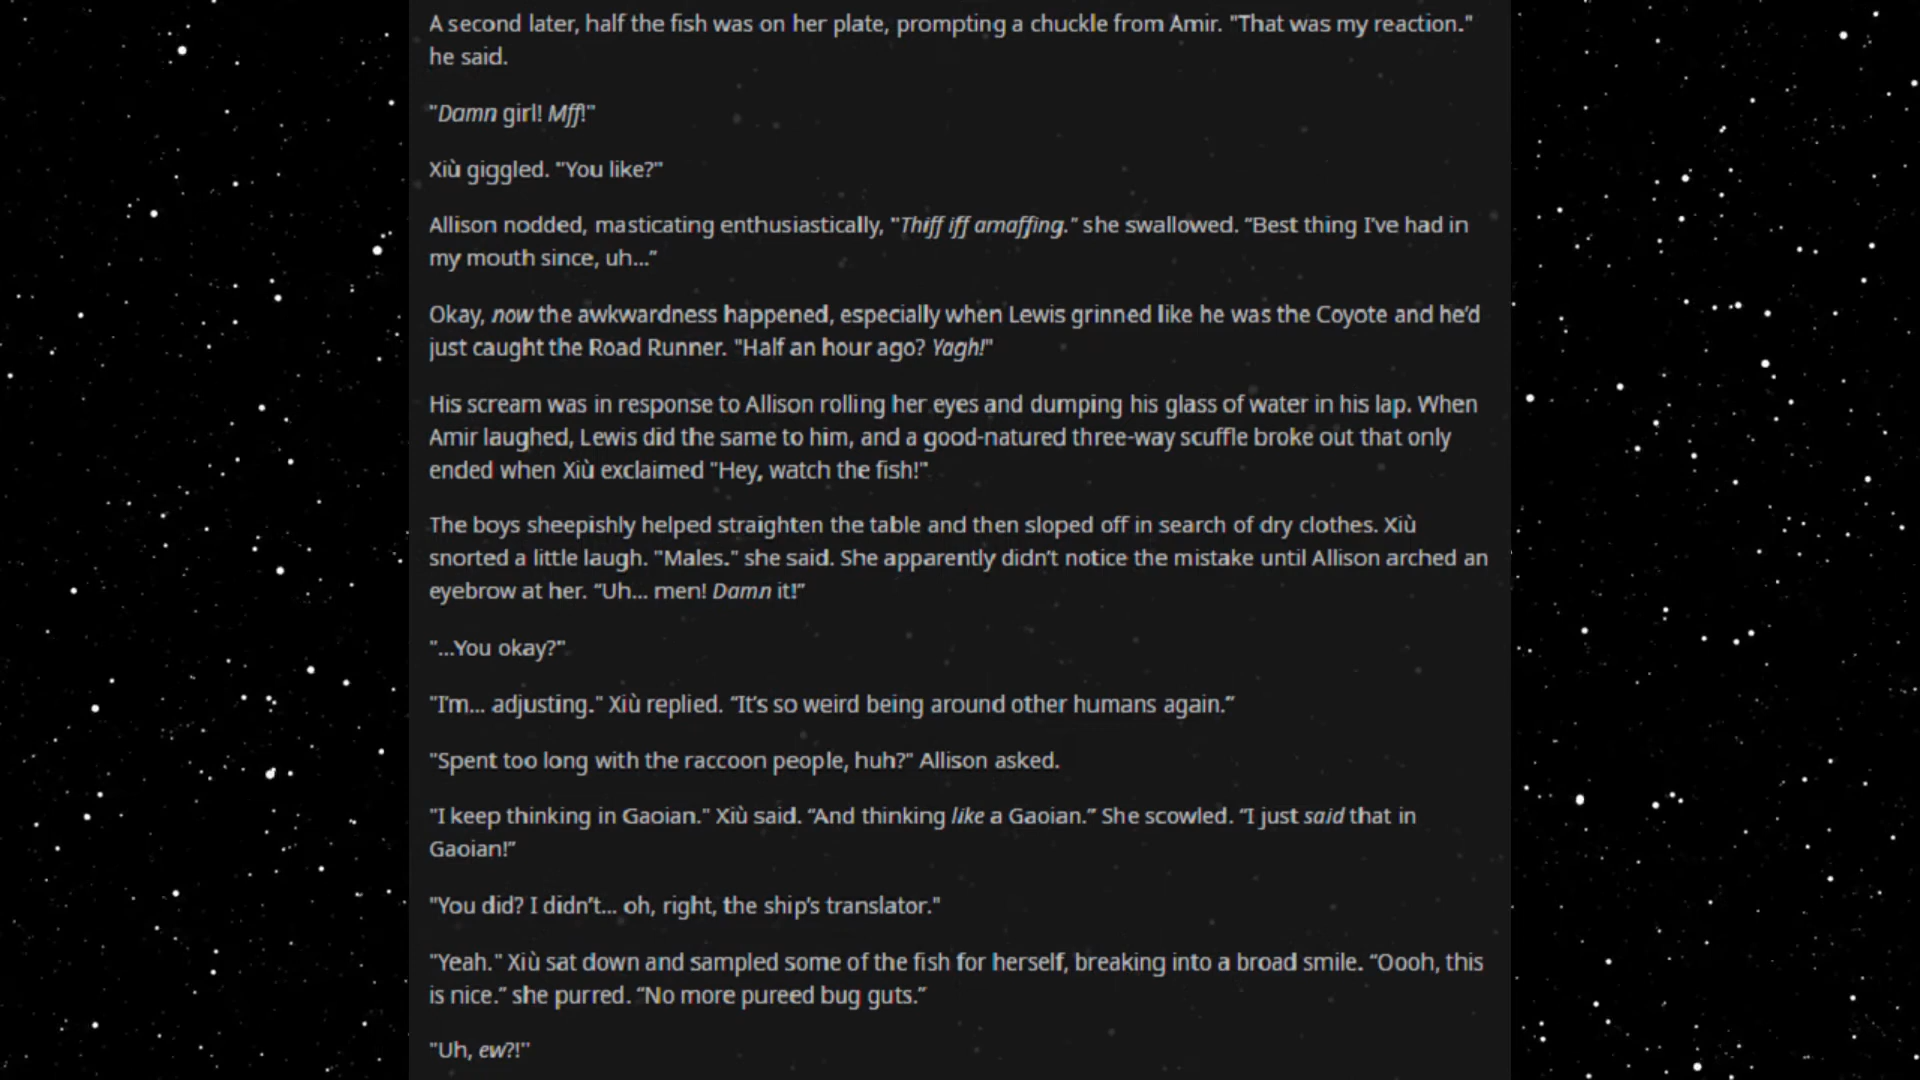 A second later, half the fish was on her plate, prompting a chuckle from Amir. "That was my reaction."
he said.
"Damn girl! Mff!"
Xiù giggled. "You like?"
Allison nodded, masticating enthusiastically, "Thiff iff amaffing." she swallowed. “Best thing I’ve had in
my mouth since, uh...”
Okay, now the awkwardness happened, especially when Lewis grinned like he was the Coyote and he’d
just caught the Road Runner. "Half an hour ago? Yagh!"
His scream was in response to Allison rolling her eyes and dumping his glass of water in his lap. When
Amir laughed, Lewis did the same to him, and a good-natured three-way scuffle broke out that only
ended when Xiù exclaimed "Hey, watch the fish!"
The boys sheepishly helped straighten the table and then sloped off in search of dry clothes. Xiù
snorted a little laugh. "Males." she said. She apparently didn’t notice the mistake until Allison arched an
eyebrow at her. “Uh... men! Damn it!”
"...You okay?"
"I’m... adjusting." Xiù replied. “It’s so weird being around other humans again.”
"Spent too long with the raccoon people, huh?" Allison asked.
"I keep thinking in Gaoian." Xiù said. “And thinking like a Gaoian.” She scowled. “I just said that in
Gaoian!”
"You did? I didn’t... oh, right, the ship’s translator."
"Yeah." Xiù sat down and sampled some of the fish for herself, breaking into a broad smile. “Oooh, this
is nice.” she purred. “No more pureed bug guts.”
"Uh, ew?!"